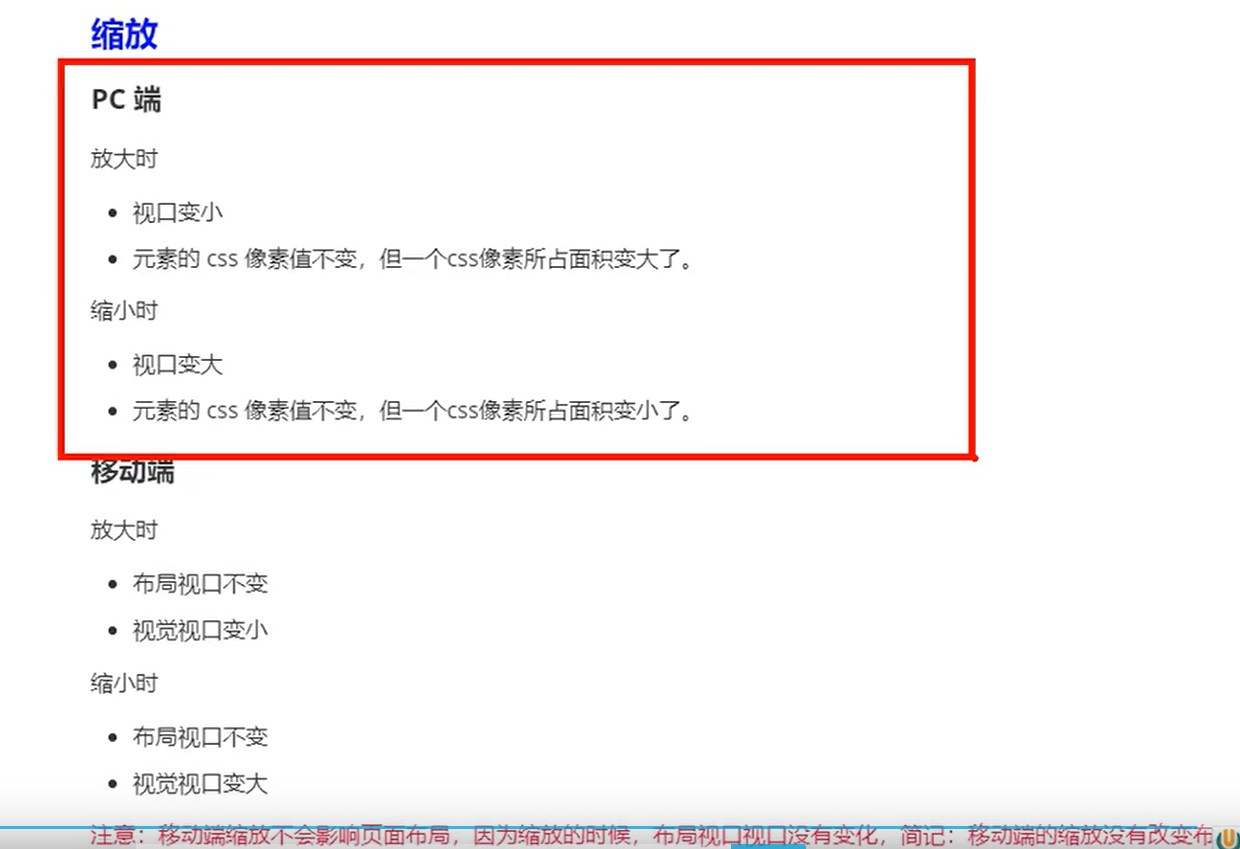 缩放
PC 端
放大时
视口变小
元素的 css 像素值不变，但一个css像素所占面积变大了。
缩小时
视口变大
元素的 css 像素值不变，但一个css像素所占面积变小了。
移动端
放大时
布局视口不变
视觉视口变小
缩小时
布局视口不变
视觉视口变大
注意：移动端缩放不会影响页面布局，因为缩放的时候，布局视口视口没有变化，简记：移动端的缩放没有改变布